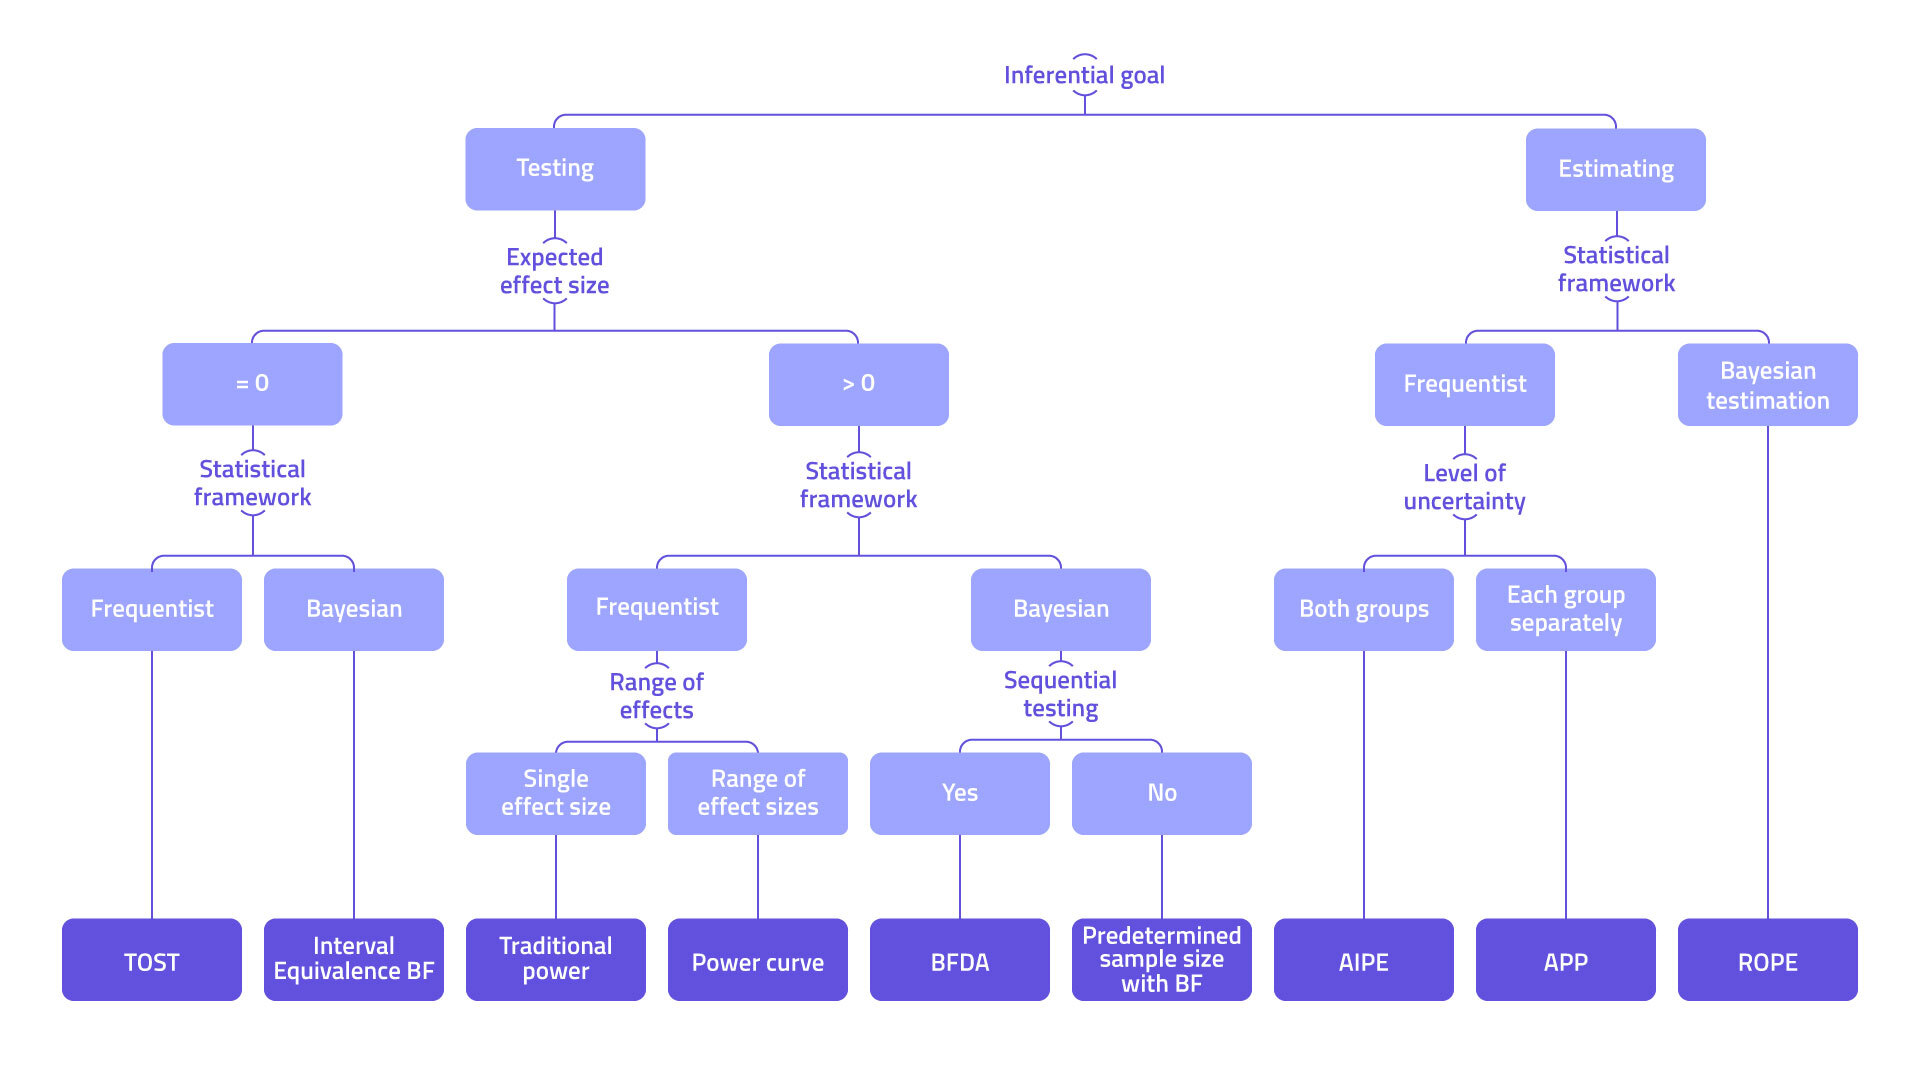 Inferential goal
Testing
Estimating
Expected
effect size
Statistical
framework
= 0
> 0
Frequentist
Bayesian
testimation
Statistical
framework
Statistical
framework
Level of
uncertainty
Frequentist
Bayesian
Frequentist
Bayesian
Both groups
Each group
separately
Range of
effects
Sequential
testing
Single
effect size
Range of
effect sizes
Yes
No
TOST
Interval
Equivalence BF
Traditional
power
Power curve
BFDA
Predetermined
sample size
with BF
AIPE
APP
ROPE